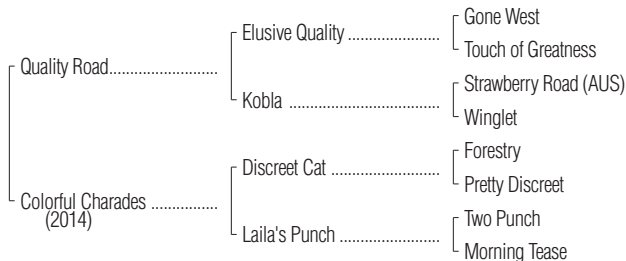 Gone West
Elusive Quality ....................
Touch of Greatness
Quality Road........................
Strawberry Road (AUS)
Kobla .................................
Winglet
Forestry
Discreet Cat ........................
Pretty Discreet
Colorful Charades ...............
(2014)
Two Punch
Laila's Punch ......................
Morning Tease